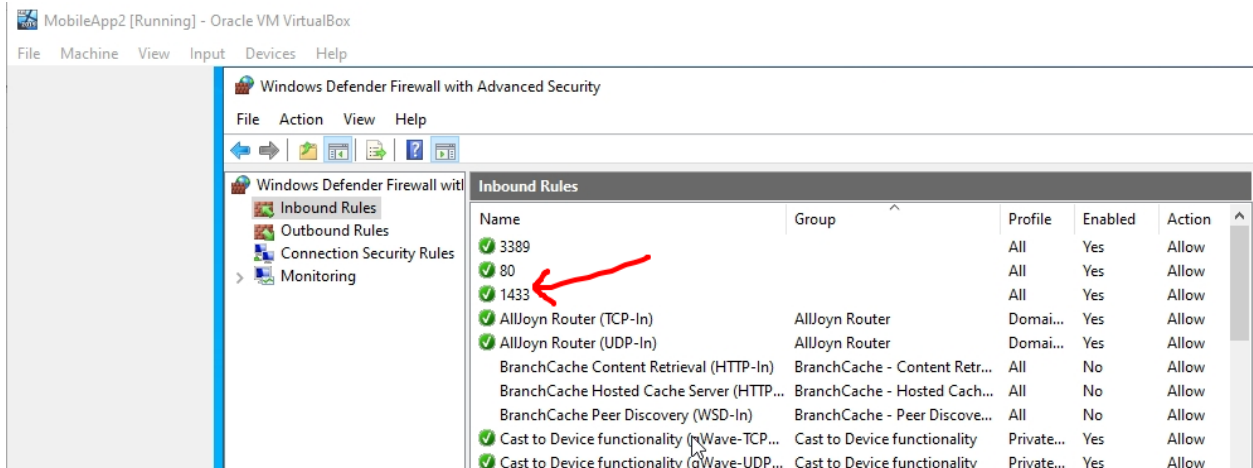 MobileApp2 [Running] - Oracle VM VirtualBox
File Machine View Input Devices Help
Windows Defender Firewall with Advanced Security
File Action View Help
Windows Defender Firewall witl
Inbound Rules
Outbound Rules
Connection Security Rules
Monitoring
Inbound Rules
Name Group Profile Enabled Action
3389 All Yes Allow
80 All Yes Allow
1433 All Yes Allow
AllJoyn Router (TCP-In) AllJoyn Router Domai... Yes Allow
AllJoyn Router (UDP-In) AllJoyn Router Domai... Yes Allow
BranchCache Content Retrieval (HTTP-In) BranchCache - Content Retr... All No Allow
BranchCache Hosted Cache Server (HTTP... BranchCache - Hosted Cach... All No Allow
BranchCache Peer Discovery (WSD-In) BranchCache - Peer Discove... All No Allow
Cast to Device functionality (qWave-TCP... Cast to Device functionality Private... Yes Allow
Cast to Device functionality (qWave-UDP... Cast to Device functionality Private... Yes Allow